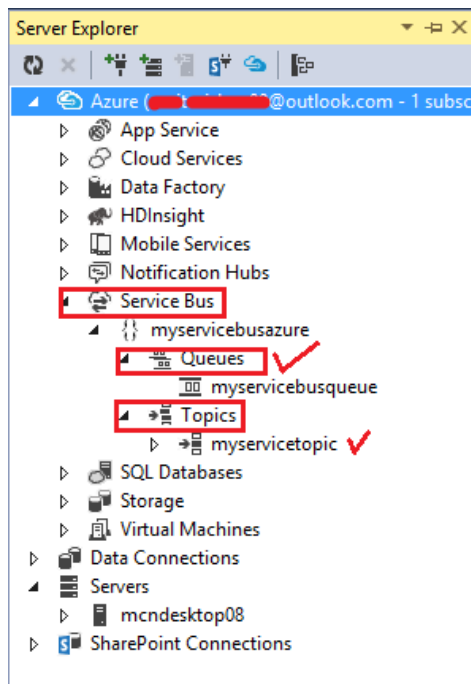 Server Explorer
Azure ( @outlook.com - 1 subsc
App Service
Cloud Services
Data Factory
HDInsight
Mobile Services
Notification Hubs
Service Bus
myservicebusazure
Queues
myservicebusqueue
Topics
myservicetopic
SQL Databases
Storage
Virtual Machines
Data Connections
Servers
mcndesktop08
SharePoint Connections